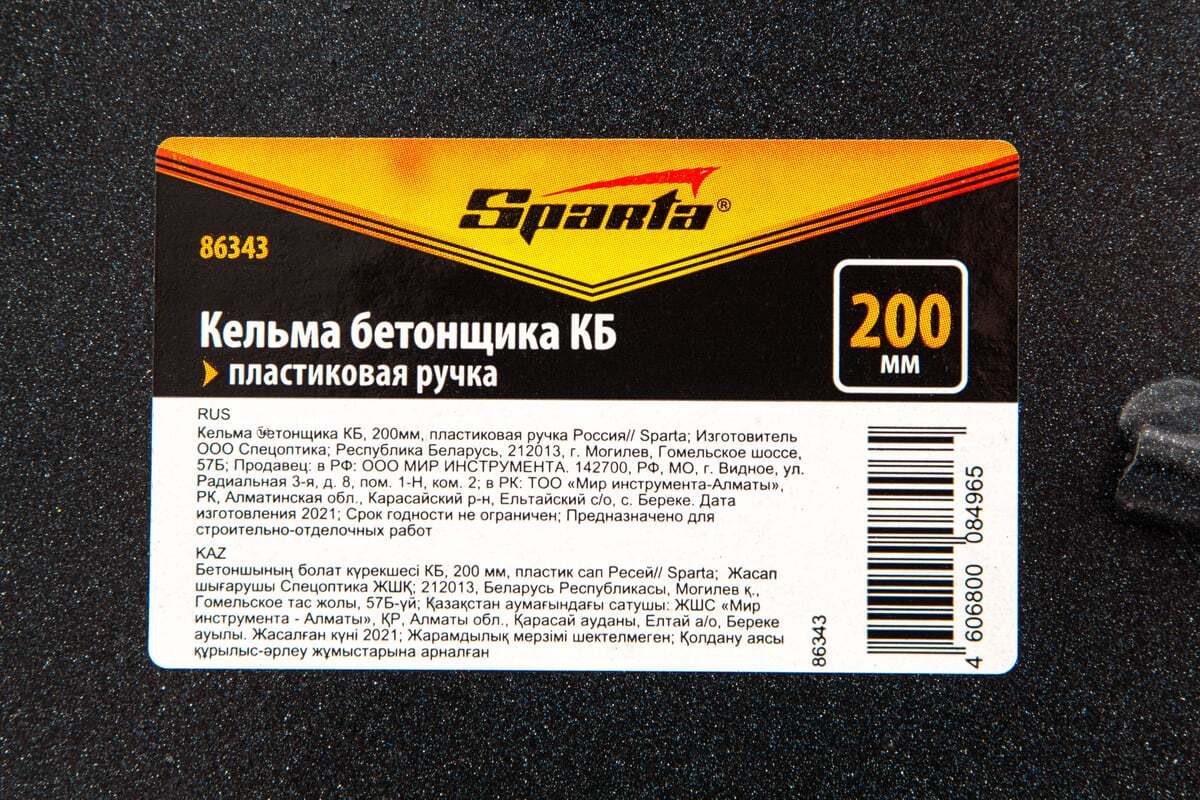 Sparta®
86343
Кельма бетонщика КБ
пластиковая ручка
200
мм
RUS
Кельма бетонщика КБ, 200мм, пластиковая ручка Россия// Sparta; Изготовитель
ООО Спецоптика; Республика Беларусь, 212013, г. Могилев, Гомельское шоссе,
57Б; Продавец: в РФ: ООО МИР ИНСТРУМЕНТА. 142700, РФ, МО, г. Видное, ул.
Радиальная 3-я, д. 8, пом. 1-Н, ком. 2; в РК: ТОО «Мир инструмента-Алматы»,
РК, Алматинская обл., Карасайский р-н, Ельтайский с/о, с. Береке. Дата
изготовления 2021; Срок годности не ограничен; Предназначено для
строительно-отделочных работ
KAZ
Бетоншының болат күрекшесі КБ, 200 мм, пластик сап Ресей// Sparta; Жасап
шығарушы Спецоптика ЖШҚ; 212013, Беларусь Республикасы, Могилев қ.,
Гомельское тас жолы, 57Б-үй; Қазақстан аумағындағы сатушы: ЖШС «Мир
инструмента - Алматы», ҚР, Алматы обл., Қарасай ауданы, Елтай а/о, Береке
ауылы. Жасалған күні 2021; Жарамдылық мерзімі шектелмеген; Қолдану аясы
құрылыс-әрлеу жұмыстарына арналған
86343
4 606800 084965